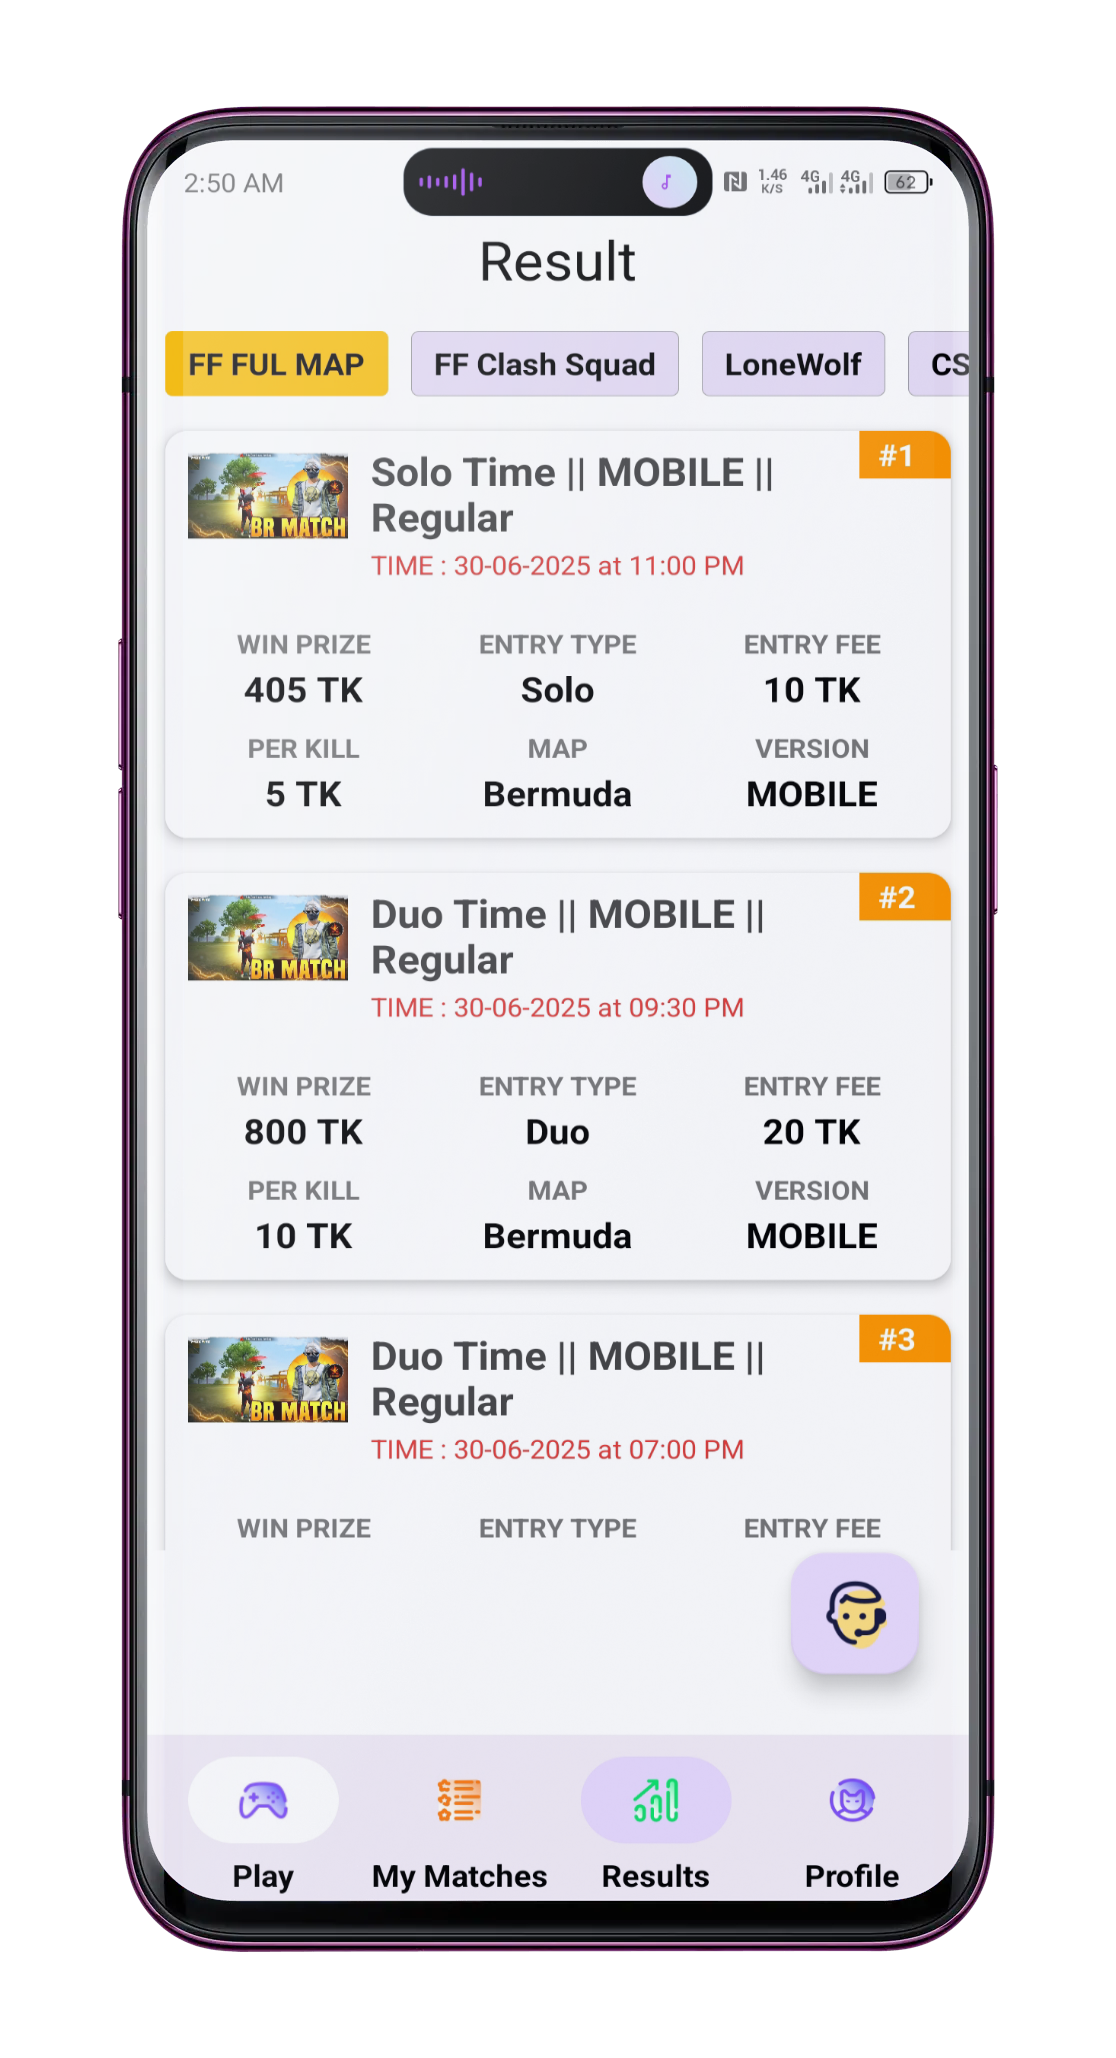 2:50 AM
1.46
K/S
4G
4G
62
Result
FF FUL MAP
FF Clash Squad
LoneWolf
CS
#1
Solo Time || MOBILE ||
Regular
BR MATCH
TIME : 30-06-2025 at 11:00 PM
WIN PRIZE
ENTRY TYPE
ENTRY FEE
405 TK
Solo
10 TK
PER KILL
MAP
VERSION
5 TK
Bermuda
MOBILE
#2
Duo Time || MOBILE ||
Regular
BR MATCH
TIME : 30-06-2025 at 09:30 PM
WIN PRIZE
ENTRY TYPE
ENTRY FEE
800 TK
Duo
20 TK
PER KILL
MAP
VERSION
10 TK
Bermuda
MOBILE
#3
Duo Time || MOBILE ||
Regular
BR MATCH
TIME : 30-06-2025 at 07:00 PM
WIN PRIZE
ENTRY TYPE
ENTRY FEE
Play
My Matches
Results
Profile